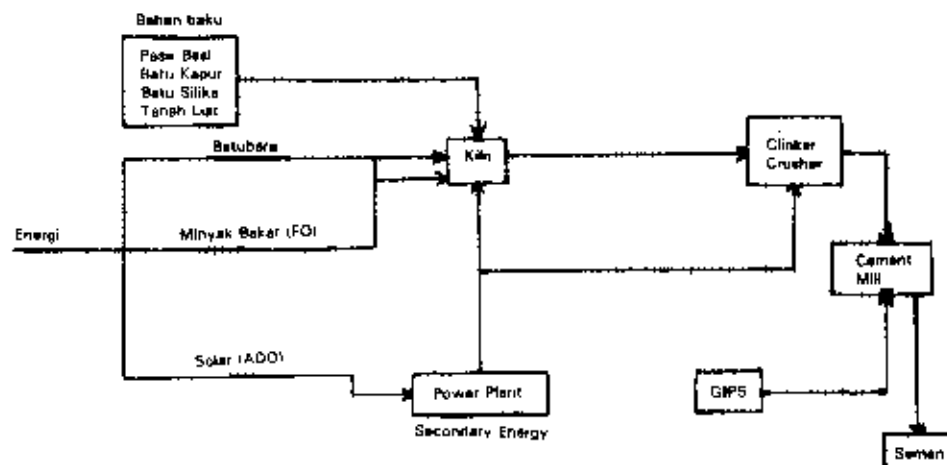 Bahan baku
Pasir Besi
Batu Kapur
Batu Silika
Tanah Liat
Batubara
Kiln
Clinker
Crusher
Energi
Minyak Bakar (FO)
Cement
Mill
Solar (ADO)
Power Plant
GIPS
Secondary Energy
Semen